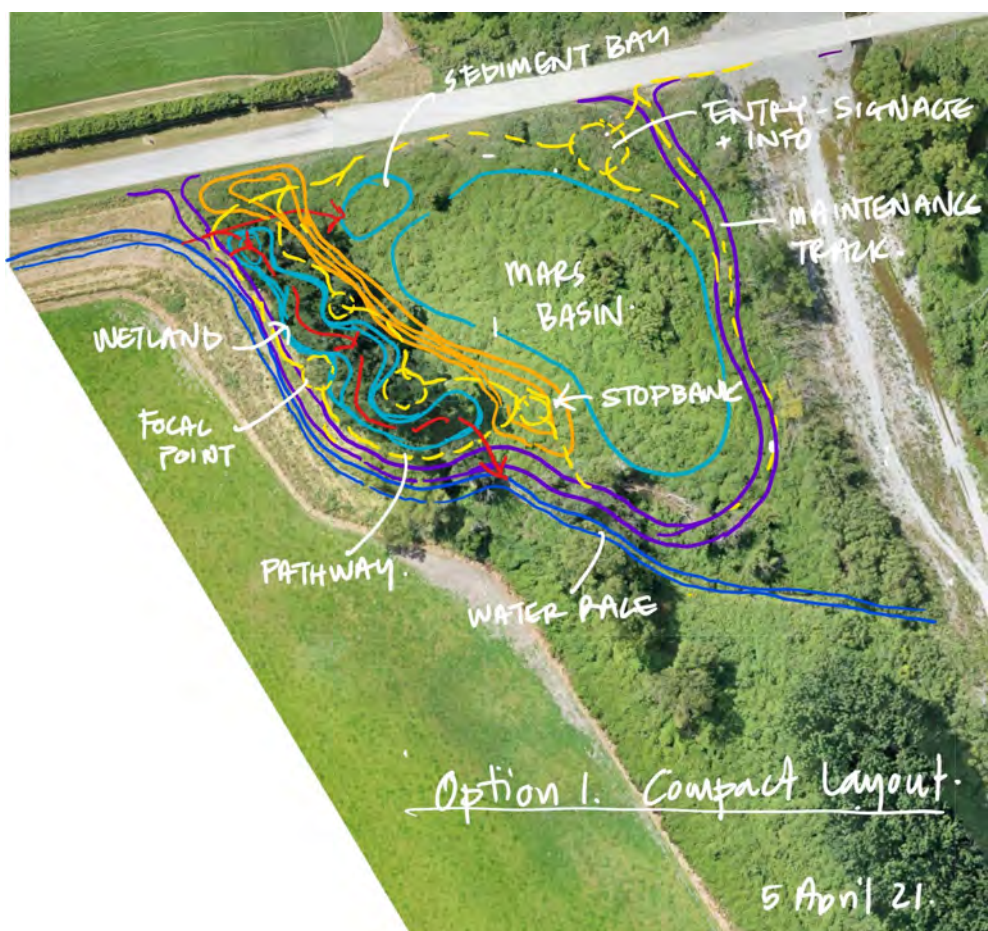 SEDIMENT BAY
ENTRY - SIGNAGE
+ INFO
MAINTENANCE
TRACK.
MARS
BASIN.
WETLAND
STOPBANK
FOCAL
POINT
PATHWAY.
WATER RACE
Option 1. Compact Layout.
5 April 21.